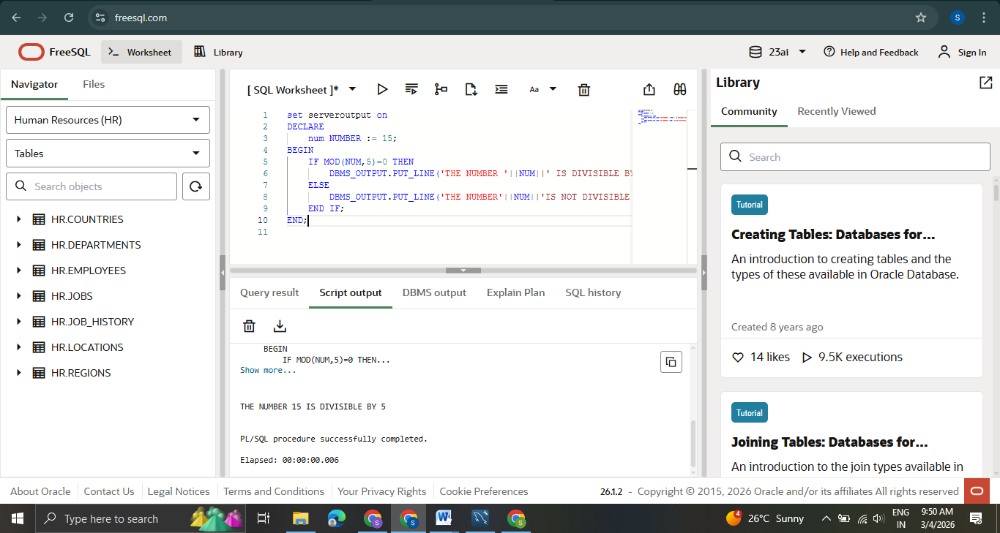 freesql.com
S
FreeSQL
Worksheet
Library
23ai
Help and Feedback
Sign In
Navigator
Files
Human Resources (HR)
Tables
Search objects
HR.COUNTRIES
HR.DEPARTMENTS
HR.EMPLOYEES
HR.JOBS
HR.JOB_HISTORY
HR.LOCATIONS
HR.REGIONS
[ SQL Worksheet ]*
Aa
1 set serveroutput on
2 DECLARE
3 num NUMBER := 15;
4 BEGIN
5 IF MOD(NUM,5)=0 THEN
6 DBMS_OUTPUT.PUT_LINE('THE NUMBER '||NUM||' IS DIVISIBLE BY
7 ELSE
8 DBMS_OUTPUT.PUT_LINE('THE NUMBER'||NUM||'IS NOT DIVISIBLE
9 END IF;
10 END;
11
Query result
Script output
DBMS output
Explain Plan
SQL history
BEGIN
IF MOD(NUM,5)=0 THEN...
Show more...
THE NUMBER 15 IS DIVISIBLE BY 5
PL/SQL procedure successfully completed.
Elapsed: 00:00:00.006
Library
Community
Recently Viewed
Search
Tutorial
Creating Tables: Databases for...
An introduction to creating tables and the
types of these available in Oracle Database.
Created 8 years ago
14 likes
9.5K executions
Tutorial
Joining Tables: Databases for...
An introduction to the join types available in
About Oracle
Contact Us
Legal Notices
Terms and Conditions
Your Privacy Rights
Cookie Preferences
26.1.2 - Copyright © 2015, 2026 Oracle and/or its affiliates All rights reserved
Type here to search
S
S
W
S
4
26°C Sunny
ENG
IN
9:50 AM
3/4/2026